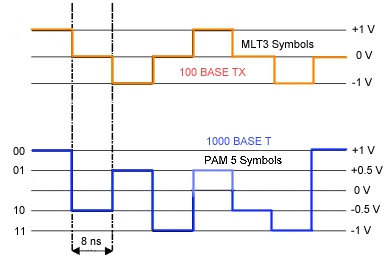 +1 V
MLT3 Symbols
0 V
100 BASE TX
-1 V
1000 BASE T
00
+1 V
PAM 5 Symbols
01
+0.5 V
0 V
10
-0.5 V
11
-1 V
8 ns